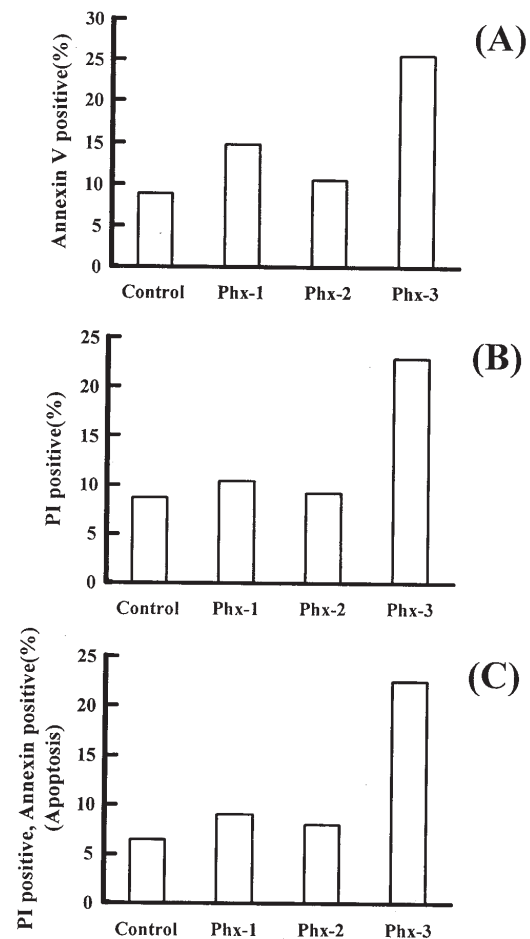 (A)
Annexin V positive(%)
30
25
20
15
10
5
0
Control Phx-1 Phx-2 Phx-3
(B)
PI positive(%)
25
20
15
10
5
0
Control Phx-1 Phx-2 Phx-3
(C)
PI positive, Annexin positive(%)
(Apoptosis)
25
20
15
10
5
0
Control Phx-1 Phx-2 Phx-3